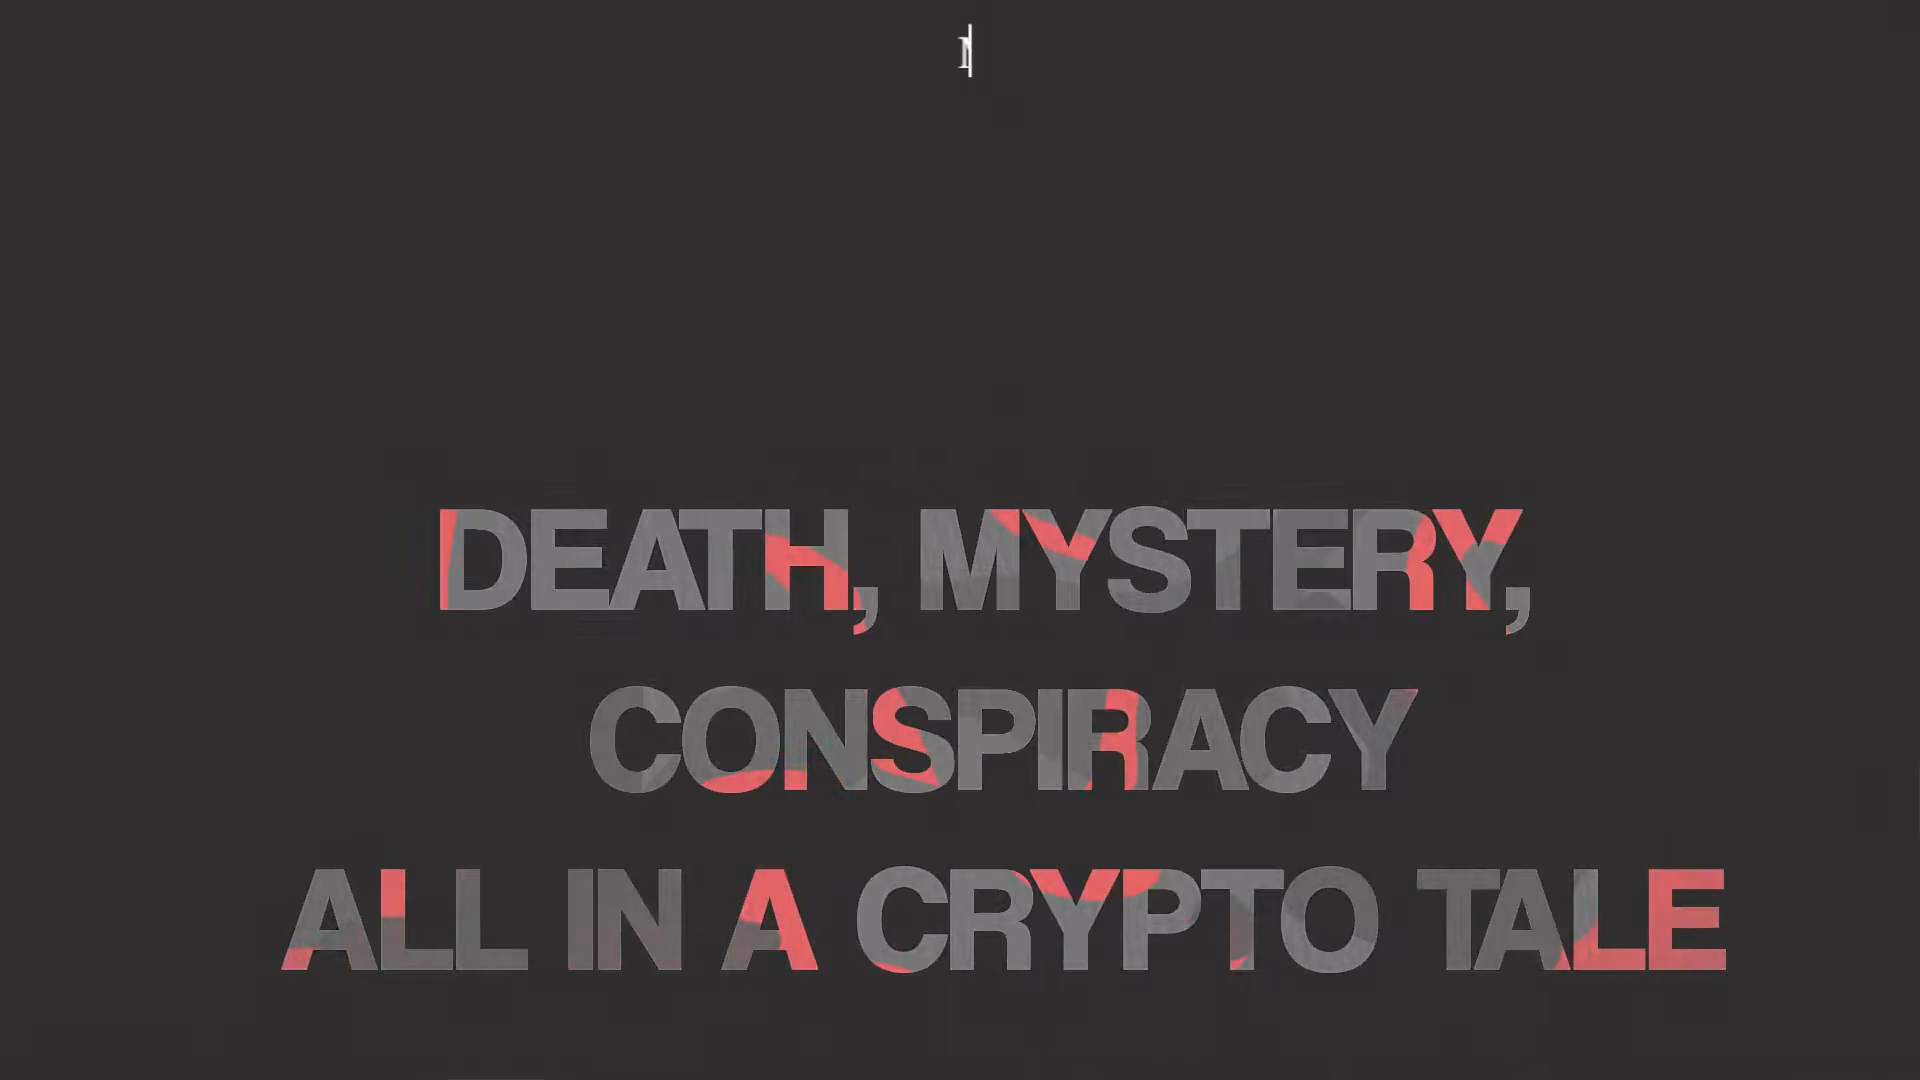 DEATH, MYSTERY,
CONSPIRACY
ALL IN A CRYPTO TALE